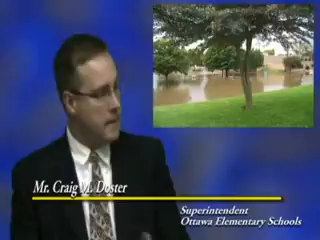 Mr. Craig M. Doster
Superintendent
Ottawa Elementary Schools